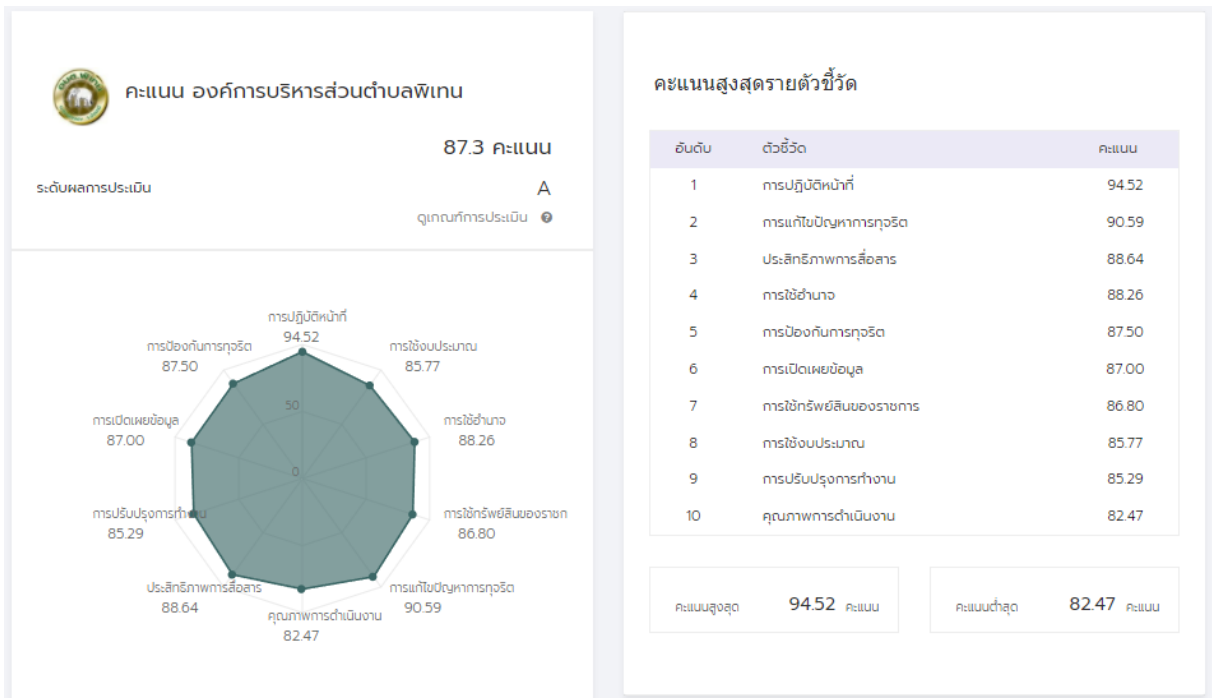 คะแนน องค์การบริหารส่วนตำบลพิเทน
87.3 คะแนน
ระดับผลการประเมิน A
ดูเกณฑ์การประเมิน
การปฏิบัติหน้าที่
94.52
การป้องกันการทุจริต
87.50
การใช้งบประมาณ
85.77
การเปิดเผยข้อมูล
87.00
50
การใช้อำนาจ
88.26
0
การปรับปรุงการทำงาน
85.29
การใช้ทรัพย์สินของราชก
86.80
ประสิทธิภาพการสื่อสาร
88.64
การแก้ไขปัญหาการทุจริต
90.59
คุณภาพการดำเนินงาน
82.47
คะแนนสูงสุดรายตัวชี้วัด
อันดับ ตัวชี้วัด คะแนน
1 การปฏิบัติหน้าที่ 94.52
2 การแก้ไขปัญหาการทุจริต 90.59
3 ประสิทธิภาพการสื่อสาร 88.64
4 การใช้อำนาจ 88.26
5 การป้องกันการทุจริต 87.50
6 การเปิดเผยข้อมูล 87.00
7 การใช้ทรัพย์สินของราชการ 86.80
8 การใช้งบประมาณ 85.77
9 การปรับปรุงการทำงาน 85.29
10 คุณภาพการดำเนินงาน 82.47
คะแนนสูงสุด 94.52 คะแนน
คะแนนต่ำสุด 82.47 คะแนน